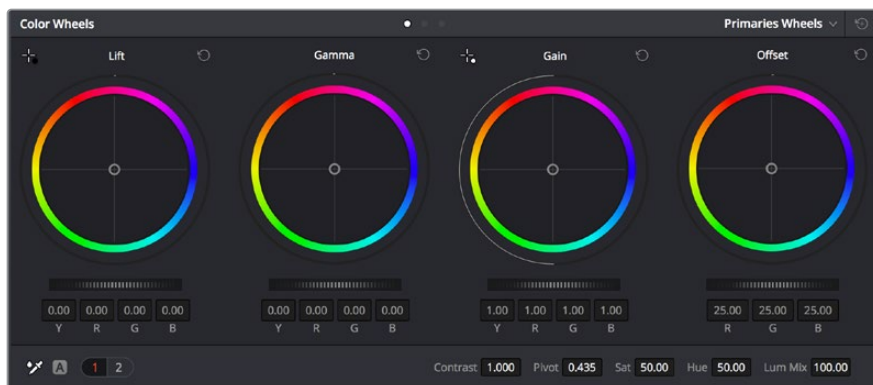 Color Wheels Primaries Wheels
Lift Gamma Gain Offset
0.00 0.00 0.00 0.00 0.00 0.00 0.00 0.00 1.00 1.00 1.00 1.00 25.00 25.00 25.00
Y R G B Y R G B Y R G B R G B
A 1 2 Contrast 1.000 Pivot 0.435 Sat 50.00 Hue 50.00 Lum Mix 100.00